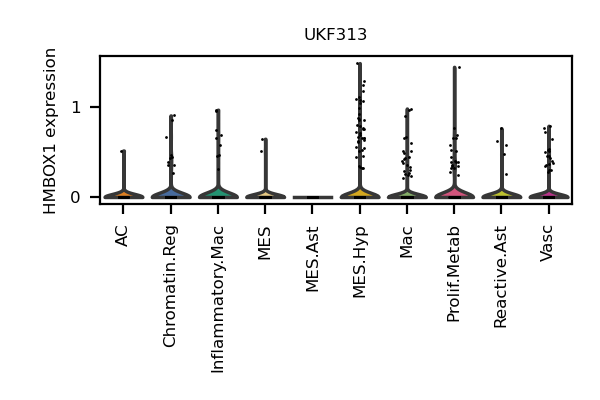 UKF313
HMBOX1 expression
1
0
AC
Chromatin.Reg
Inflammatory.Mac
MES
MES.Ast
MES.Hyp
Mac
Prolif.Metab
Reactive.Ast
Vasc